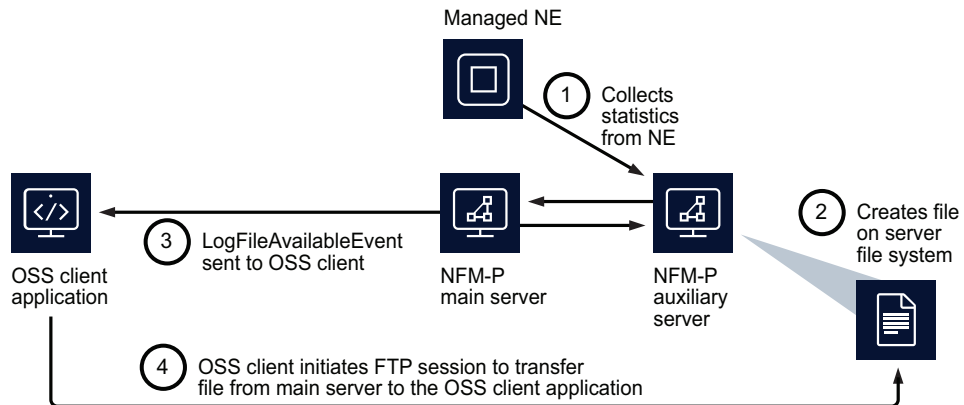 Managed NE
1
Collects
statistics
from NE
2
Creates file
on server
file system
3
LogFileAvailableEvent
sent to OSS client
OSS client
application
NFM-P
main server
NFM-P
auxiliary
server
4
OSS client initiates FTP session to transfer
file from main server to the OSS client application